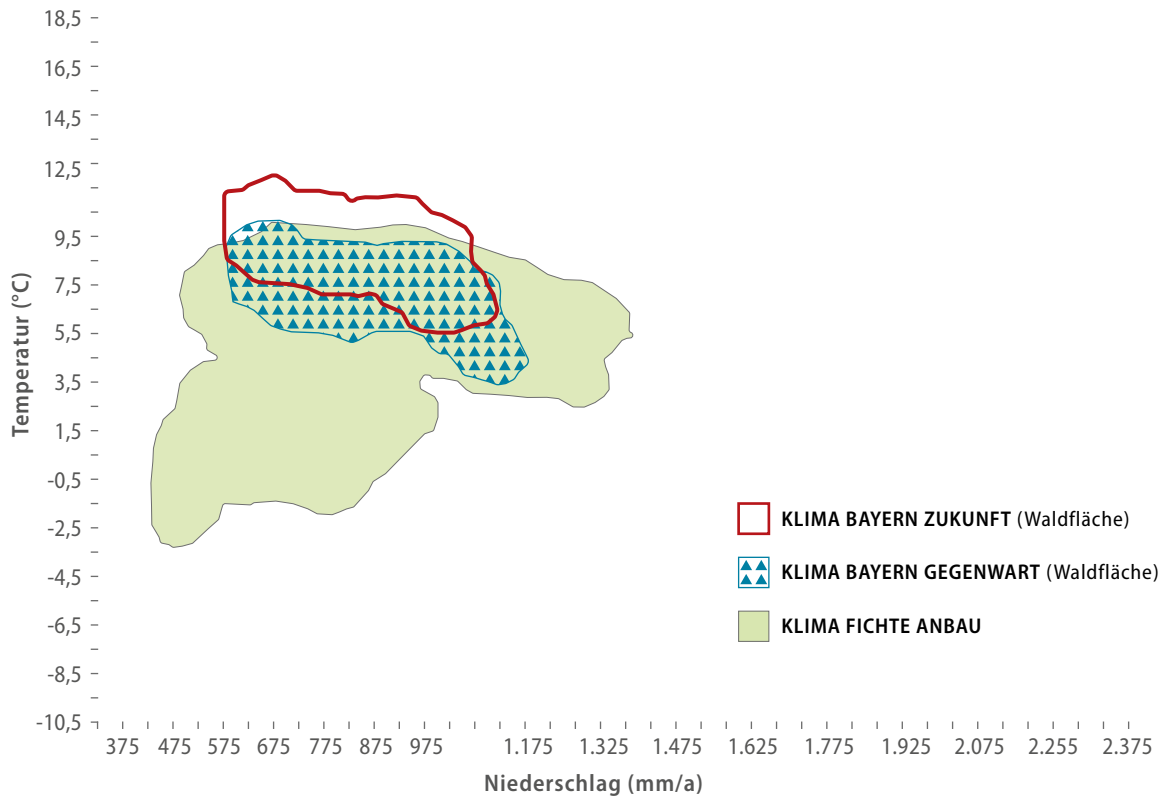 18,5
16,5
14,5
12,5
9,5
7,5
5,5
3,5
1,5
-0,5
-2,5
-4,5
-6,5
-8,5
-10,5
Temperatur (°C)
KLIMA BAYERN ZUKUNFT (Waldfläche)
KLIMA BAYERN GEGENWART (Waldfläche)
KLIMA FICHTE ANBAU
375 475 575 675 775 875 975 1.175 1.325 1.475 1.625 1.775 1.925 2.075 2.255 2.375
Niederschlag (mm/a)